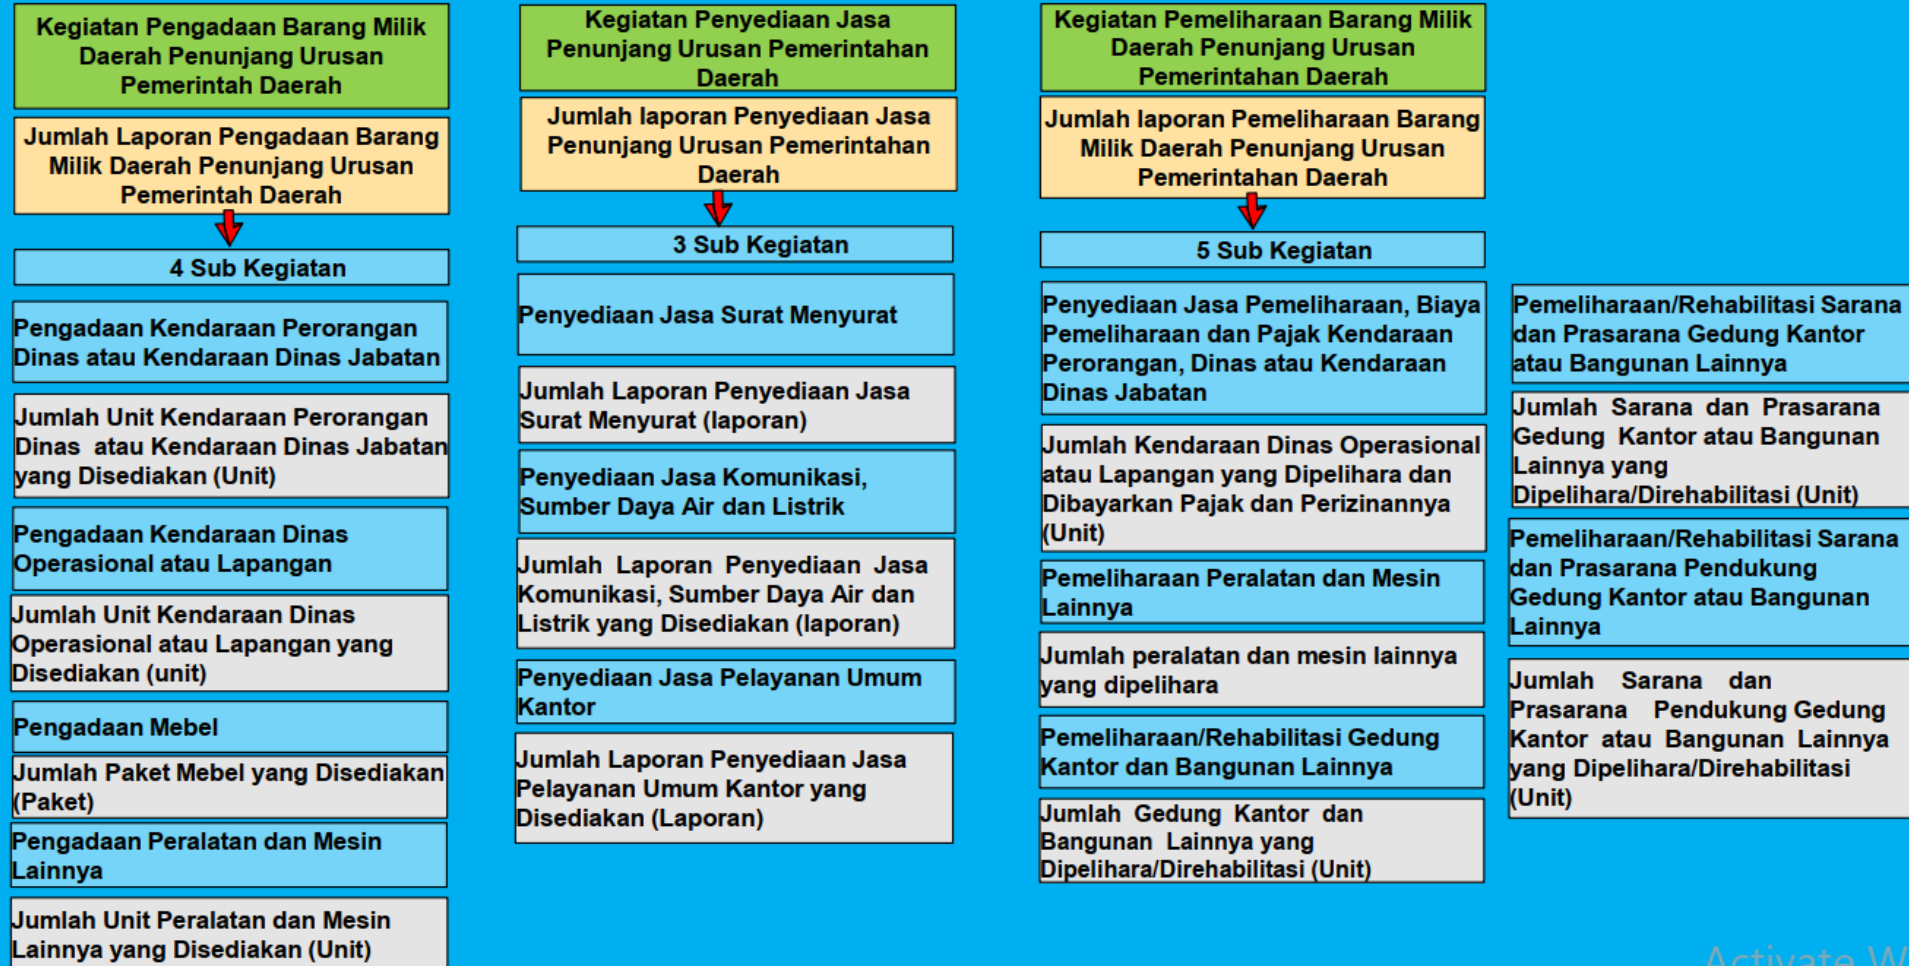 Kegiatan Pengadaan Barang Milik
Daerah Penunjang Urusan
Pemerintah Daerah
Jumlah Laporan Pengadaan Barang
Milik Daerah Penunjang Urusan
Pemerintah Daerah
4 Sub Kegiatan
Pengadaan Kendaraan Perorangan
Dinas atau Kendaraan Dinas Jabatan
Jumlah Unit Kendaraan Perorangan
Dinas atau Kendaraan Dinas Jabatan
yang Disediakan (Unit)
Pengadaan Kendaraan Dinas
Operasional atau Lapangan
Jumlah Unit Kendaraan Dinas
Operasional atau Lapangan yang
Disediakan (unit)
Pengadaan Mebel
Jumlah Paket Mebel yang Disediakan
(Paket)
Pengadaan Peralatan dan Mesin
Lainnya
Jumlah Unit Peralatan dan Mesin
Lainnya yang Disediakan (Unit)
Kegiatan Penyediaan Jasa
Penunjang Urusan Pemerintahan
Daerah
Jumlah laporan Penyediaan Jasa
Penunjang Urusan Pemerintahan
Daerah
3 Sub Kegiatan
Penyediaan Jasa Surat Menyurat
Jumlah Laporan Penyediaan Jasa
Surat Menyurat (laporan)
Penyediaan Jasa Komunikasi,
Sumber Daya Air dan Listrik
Jumlah Laporan Penyediaan Jasa
Komunikasi, Sumber Daya Air dan
Listrik yang Disediakan (laporan)
Penyediaan Jasa Pelayanan Umum
Kantor
Jumlah Laporan Penyediaan Jasa
Pelayanan Umum Kantor yang
Disediakan (Laporan)
Kegiatan Pemeliharaan Barang Milik
Daerah Penunjang Urusan
Pemerintahan Daerah
Jumlah laporan Pemeliharaan Barang
Milik Daerah Penunjang Urusan
Pemerintahan Daerah
5 Sub Kegiatan
Penyediaan Jasa Pemeliharaan, Biaya
Pemeliharaan dan Pajak Kendaraan
Perorangan, Dinas atau Kendaraan
Dinas Jabatan
Jumlah Kendaraan Dinas Operasional
atau Lapangan yang Dipelihara dan
Dibayarkan Pajak dan Perizinannya
(Unit)
Pemeliharaan Peralatan dan Mesin
Lainnya
Jumlah peralatan dan mesin lainnya
yang dipelihara
Pemeliharaan/Rehabilitasi Gedung
Kantor dan Bangunan Lainnya
Jumlah Gedung Kantor dan
Bangunan Lainnya yang
Dipelihara/Direhabilitasi (Unit)
Pemeliharaan/Rehabilitasi Sarana
dan Prasarana Gedung Kantor
atau Bangunan Lainnya
Jumlah Sarana dan Prasarana
Gedung Kantor atau Bangunan
Lainnya yang
Dipelihara/Direhabilitasi (Unit)
Pemeliharaan/Rehabilitasi Sarana
dan Prasarana Pendukung
Gedung Kantor atau Bangunan
Lainnya
Jumlah Sarana dan
Prasarana Pendukung Gedung
Kantor atau Bangunan Lainnya
yang Dipelihara/Direhabilitasi
(Unit)
Activate W